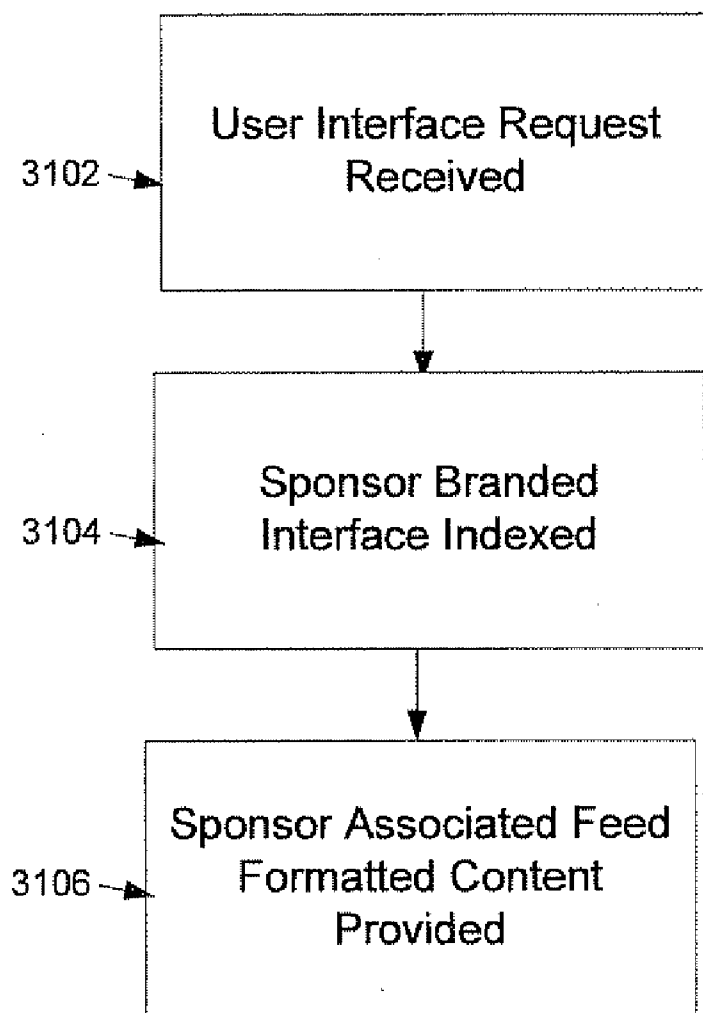 User Interface Request
Received
3102
Sponsor Branded
Interface Indexed
3104
Sponsor Associated Feed
Formatted Content
Provided
3106